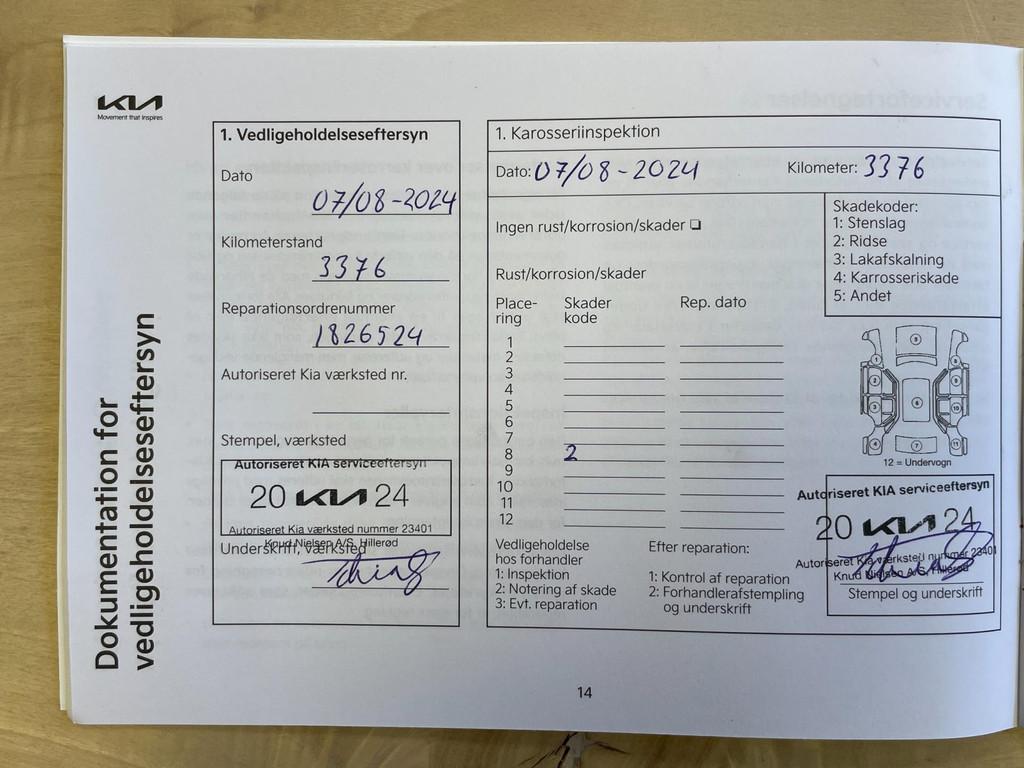 KIA
Movement that inspires
Dokumentation for
vedligeholdelseseftersyn
1. Vedligeholdelseseftersyn
Dato
07/08-2024
Kilometerstand
3376
Reparationsordrenummer
1826524
Autoriseret Kia værksted nr.
Stempel, værksted
Autoriseret KIA serviceeftersyn
20 KIA 24
Autoriseret Kia værksted nummer 23401
Knud Nielsen A/S, Hillerød
Underskrift, værksted
1. Karosseriinspektion
Dato: 07/08-2024 Kilometer: 3376
Ingen rust/korrosion/skader ❏
Rust/korrosion/skader
Place-
ring
Skader
kode
Rep. dato
1
2
3
4
5
6
7
8 2
9
10
11
12
Skadekoder:
1: Stenslag
2: Ridse
3: Lakafskalning
4: Karrosseriskade
5: Andet
12 = Undervogn
Vedligeholdelse
hos forhandler
1: Inspektion
2: Notering af skade
3: Evt. reparation
Efter reparation:
1: Kontrol af reparation
2: Forhandlerafstempling
og underskrift
Autoriseret KIA serviceeftersyn
20 KIA 24
Autoriseret Kia værksted nummer 23401
Knud Nielsen A/S, Hillerød
Stempel og underskrift
14